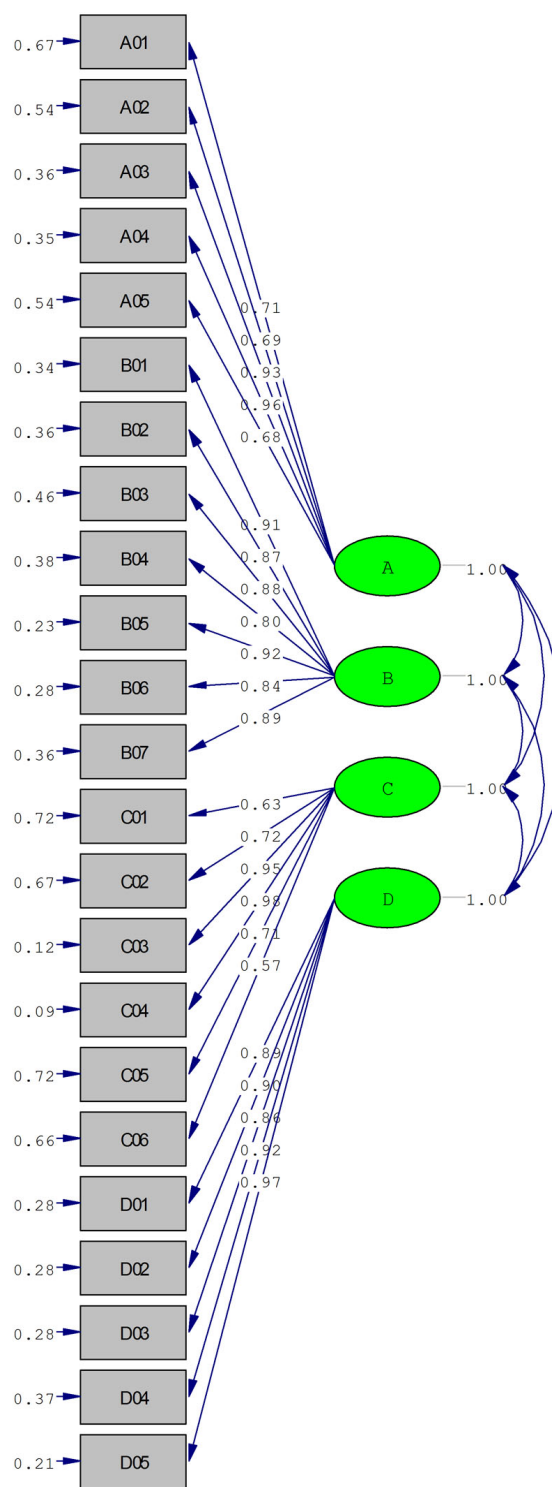 0.67 A01
0.54 A02
0.36 A03
0.35 A04
0.54 A05
0.71
0.69
0.93
0.96
0.68
0.34 B01
0.36 B02
0.46 B03
0.38 B04
0.23 B05
0.28 B06
0.36 B07
0.91
0.87
0.88
0.80
0.92
0.84
0.89
A 1.00
B 1.00
C 1.00
D 1.00
0.72 C01
0.67 C02
0.12 C03
0.09 C04
0.72 C05
0.66 C06
0.63
0.72
0.95
0.98
0.71
0.57
0.28 D01
0.28 D02
0.28 D03
0.37 D04
0.21 D05
0.89
0.90
0.86
0.92
0.97